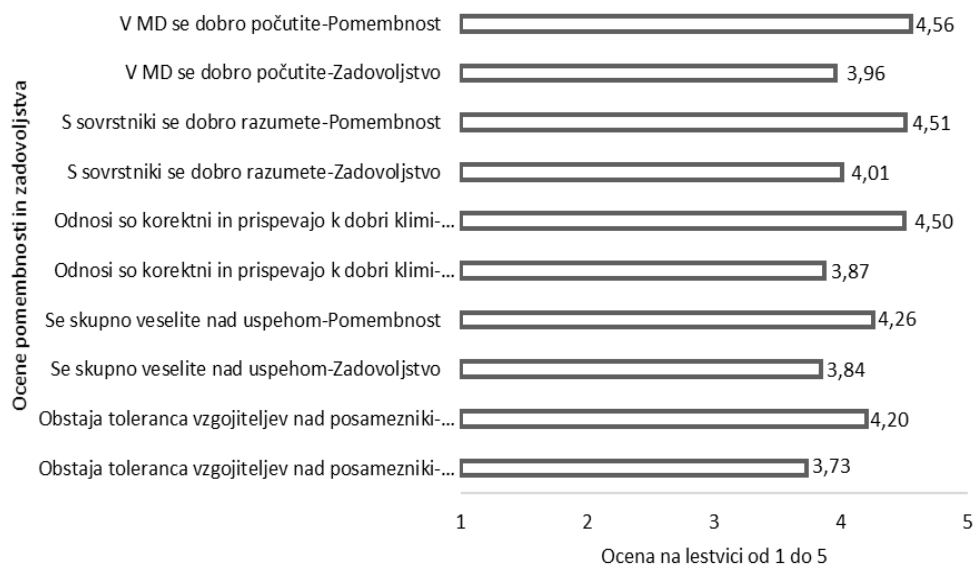 Ocene pomembnosti in zadovoljstva
V MD se dobro počutite-Pomembnost 4,56
V MD se dobro počutite-Zadovoljstvo 3,96
S sovrstniki se dobro razumete-Pomembnost 4,51
S sovrstniki se dobro razumete-Zadovoljstvo 4,01
Odnosi so korektni in prispevajo k dobri klimi-... 4,50
Odnosi so korektni in prispevajo k dobri klimi-... 3,87
Se skupno veselite nad uspehom-Pomembnost 4,26
Se skupno veselite nad uspehom-Zadovoljstvo 3,84
Obstaja toleranca vzgojiteljev nad posamezniki-... 4,20
Obstaja toleranca vzgojiteljev nad posamezniki-... 3,73
1 2 3 4 5
Ocena na lestvici od 1 do 5